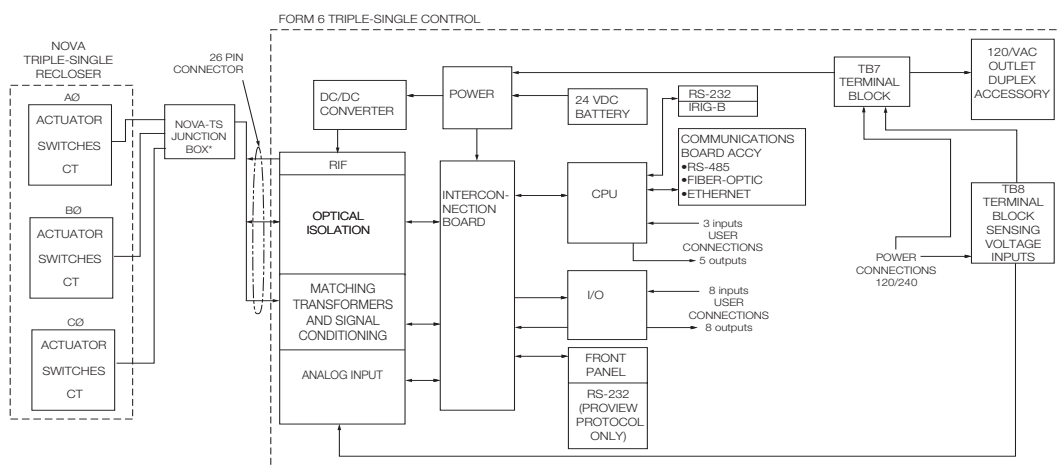 FORM 6 TRIPLE-SINGLE CONTROL
NOVA
TRIPLE-SINGLE
RECLOSER
26 PIN
CONNECTOR
AØ
ACTUATOR
SWITCHES
CT
BØ
ACTUATOR
SWITCHES
CT
CØ
ACTUATOR
SWITCHES
CT
NOVA-TS
JUNCTION
BOX*
DC/DC
CONVERTER
POWER
24 VDC
BATTERY
RIF
OPTICAL
ISOLATION
MATCHING
TRANSFORMERS
AND SIGNAL
CONDITIONING
ANALOG INPUT
INTERCON-
NECTION
BOARD
RS-232
IRIG-B
COMMUNICATIONS
BOARD ACCY
•RS-485
•FIBER-OPTIC
•ETHERNET
CPU
3 inputs
USER
CONNECTIONS
5 outputs
I/O
8 inputs
USER
CONNECTIONS
8 outputs
FRONT
PANEL
RS-232
(PROVIEW
PROTOCOL
ONLY)
TB7
TERMINAL
BLOCK
120/VAC
OUTLET
DUPLEX
ACCESSORY
TB8
TERMINAL
BLOCK
SENSING
VOLTAGE
INPUTS
POWER
CONNECTIONS
120/240